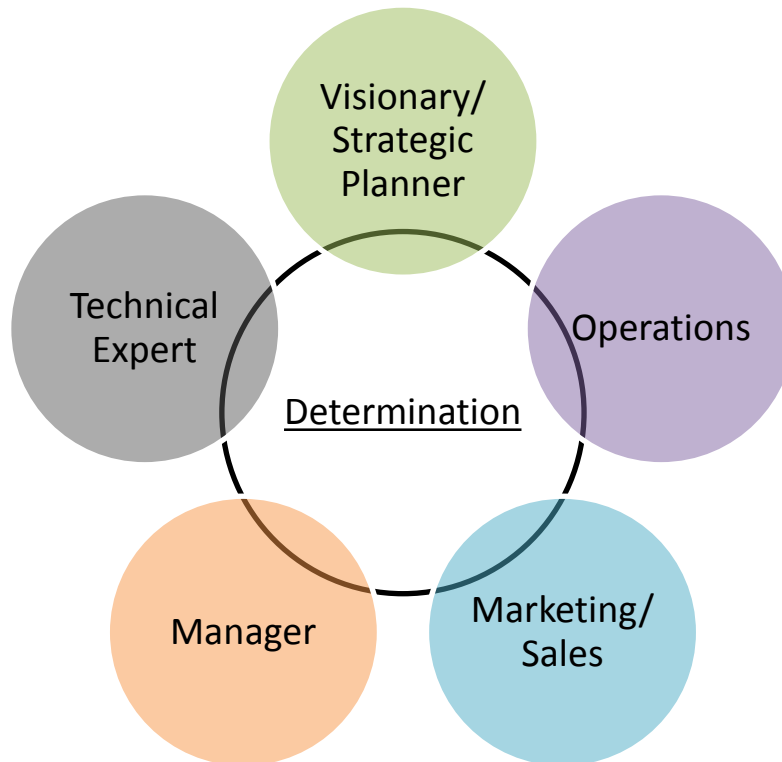 Visionary/
Strategic
Planner
Technical
Expert
Operations
Determination
Manager
Marketing/
Sales